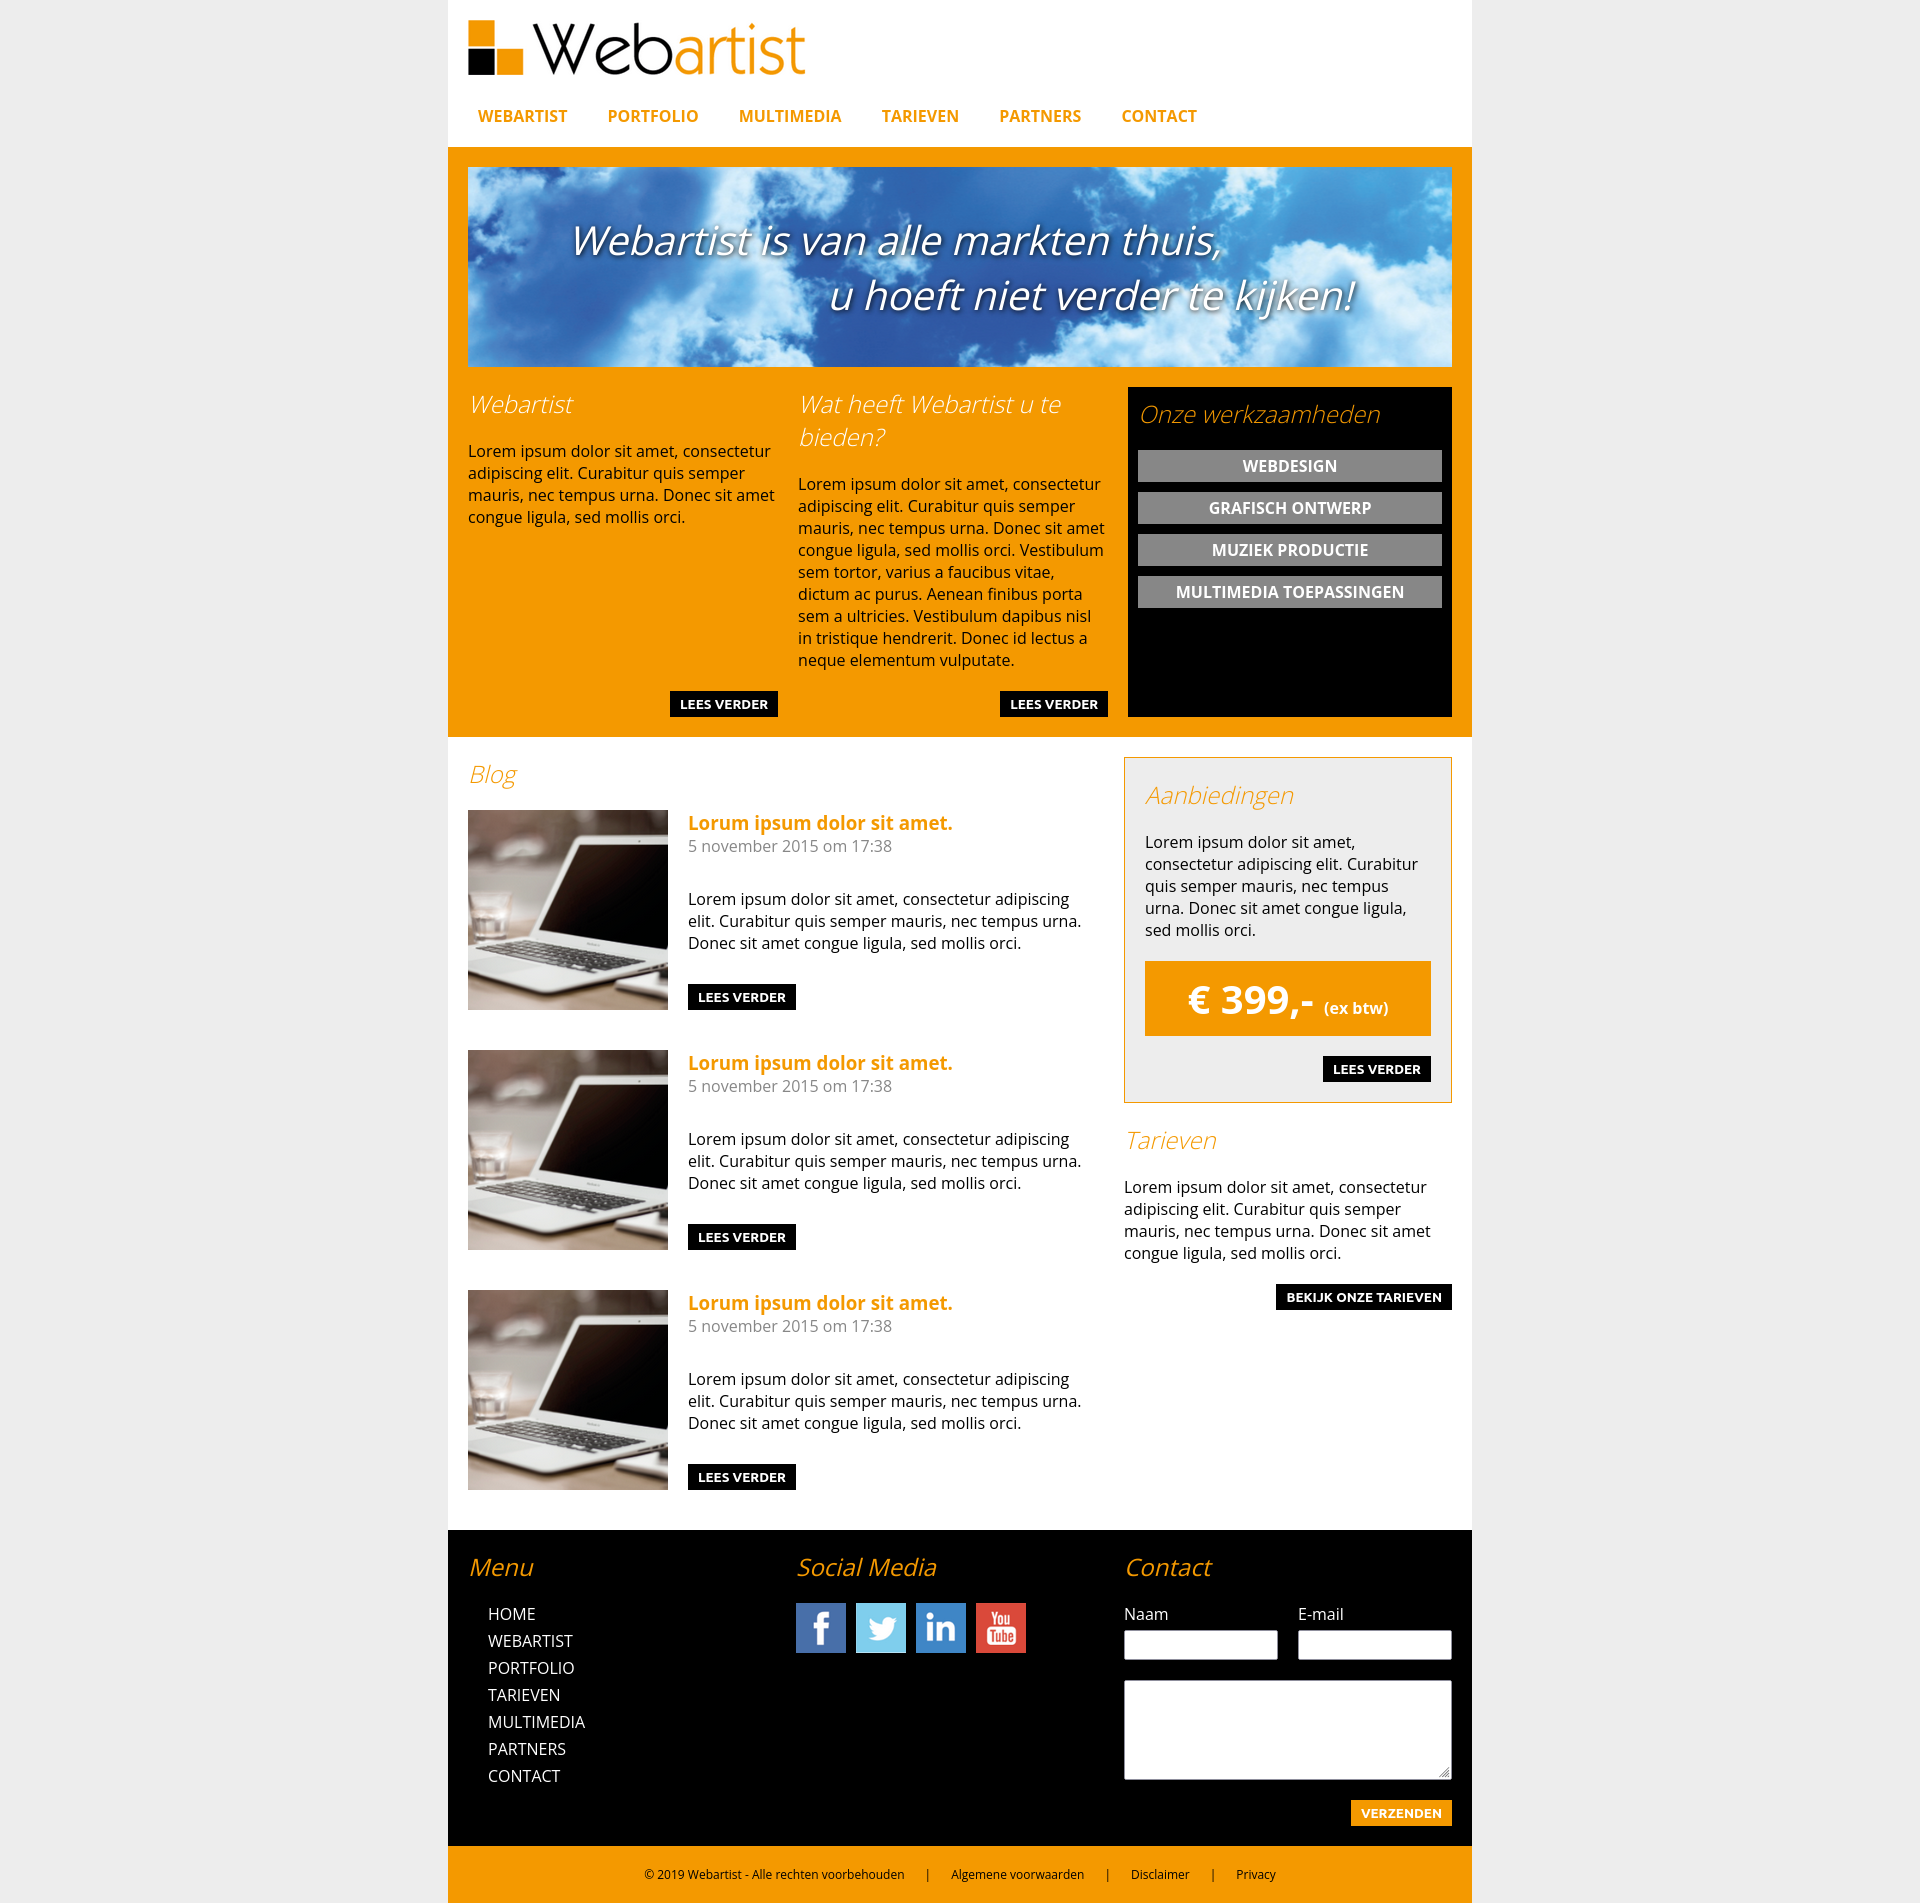 Webartist
WEBARTIST PORTFOLIO MULTIMEDIA TARIEVEN PARTNERS CONTACT
Webartist is van alle markten thuis,
u hoeft niet verder te kijken!
Webartist
Lorem ipsum dolor sit amet, consectetur
adipiscing elit. Curabitur quis semper
mauris, nec tempus urna. Donec sit amet
congue ligula, sed mollis orci.
LEES VERDER
Wat heeft Webartist u te
bieden?
Lorem ipsum dolor sit amet, consectetur
adipiscing elit. Curabitur quis semper
mauris, nec tempus urna. Donec sit amet
congue ligula, sed mollis orci. Vestibulum
sem tortor, varius a faucibus vitae,
dictum ac purus. Aenean finibus porta
sem a ultricies. Vestibulum dapibus nisl
in tristique hendrerit. Donec id lectus a
neque elementum vulputate.
LEES VERDER
Onze werkzaamheden
WEBDESIGN
GRAFISCH ONTWERP
MUZIEK PRODUCTIE
MULTIMEDIA TOEPASSINGEN
Blog
Lorum ipsum dolor sit amet.
5 november 2015 om 17:38
Lorem ipsum dolor sit amet, consectetur adipiscing
elit. Curabitur quis semper mauris, nec tempus urna.
Donec sit amet congue ligula, sed mollis orci.
LEES VERDER
Lorum ipsum dolor sit amet.
5 november 2015 om 17:38
Lorem ipsum dolor sit amet, consectetur adipiscing
elit. Curabitur quis semper mauris, nec tempus urna.
Donec sit amet congue ligula, sed mollis orci.
LEES VERDER
Lorum ipsum dolor sit amet.
5 november 2015 om 17:38
Lorem ipsum dolor sit amet, consectetur adipiscing
elit. Curabitur quis semper mauris, nec tempus urna.
Donec sit amet congue ligula, sed mollis orci.
LEES VERDER
Aanbiedingen
Lorem ipsum dolor sit amet,
consectetur adipiscing elit. Curabitur
quis semper mauris, nec tempus
urna. Donec sit amet congue ligula,
sed mollis orci.
€ 399,- (ex btw)
LEES VERDER
Tarieven
Lorem ipsum dolor sit amet, consectetur
adipiscing elit. Curabitur quis semper
mauris, nec tempus urna. Donec sit amet
congue ligula, sed mollis orci.
BEKIJK ONZE TARIEVEN
Menu
HOME
WEBARTIST
PORTFOLIO
TARIEVEN
MULTIMEDIA
PARTNERS
CONTACT
Social Media
f in You
Tube
Contact
Naam E-mail
VERZENDEN
© 2019 Webartist - Alle rechten voorbehouden | Algemene voorwaarden | Disclaimer | Privacy